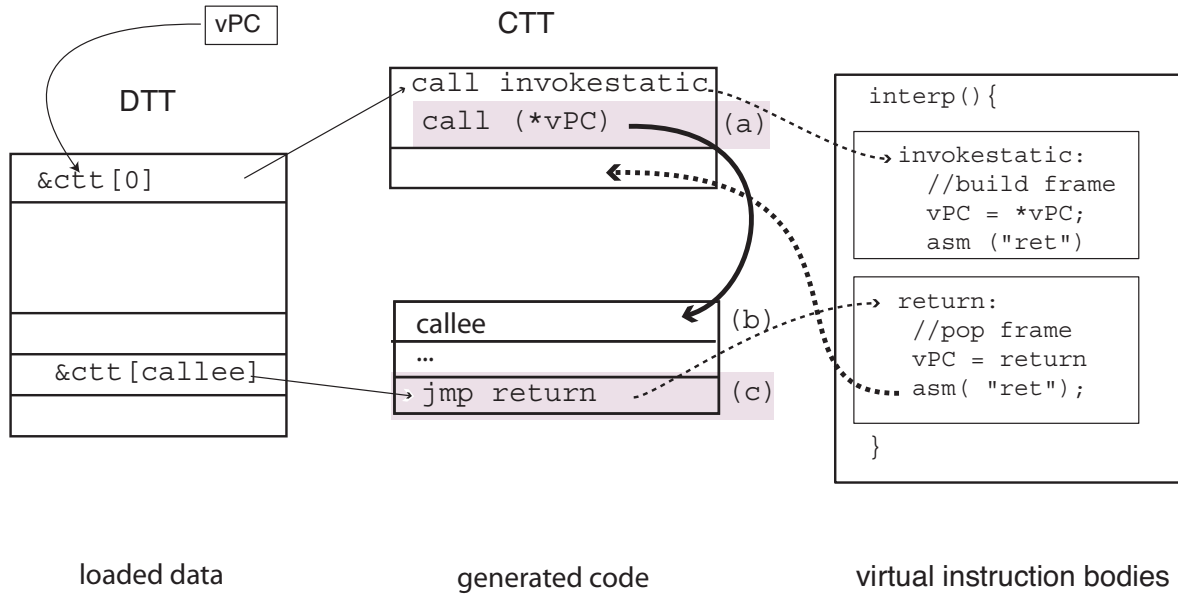 vPC
DTT
&ctt[0]
&ctt[callee]
loaded data
CTT
call invokestatic
call (*vPC)
(a)
callee
(b)
...
jmp return
(c)
generated code
interp(){
invokestatic:
//build frame
vPC = *vPC;
asm ("ret")
return:
//pop frame
vPC = return
asm( "ret");
}
virtual instruction bodies